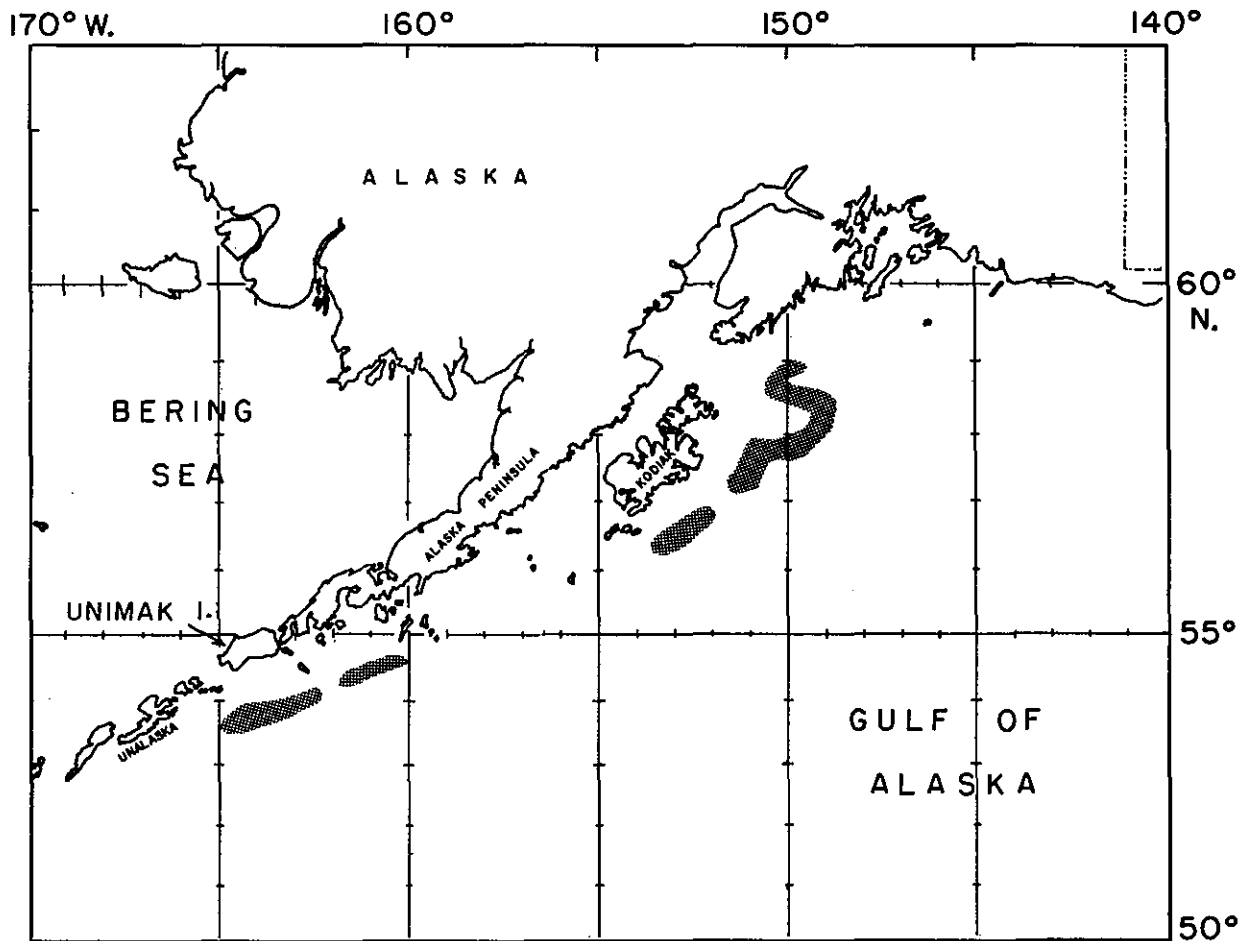 170° W.
160°
150°
140°
ALASKA
60°
N.
BERING
SEA
KODIAK
ALASKA PENINSULA
UNIMAK I.
55°
UNALASKA
GULF OF
ALASKA
50°